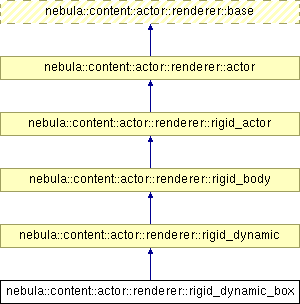 nebula::content::actor::renderer::base
nebula::content::actor::renderer::actor
nebula::content::actor::renderer::rigid_actor
nebula::content::actor::renderer::rigid_body
nebula::content::actor::renderer::rigid_dynamic
nebula::content::actor::renderer::rigid_dynamic_box